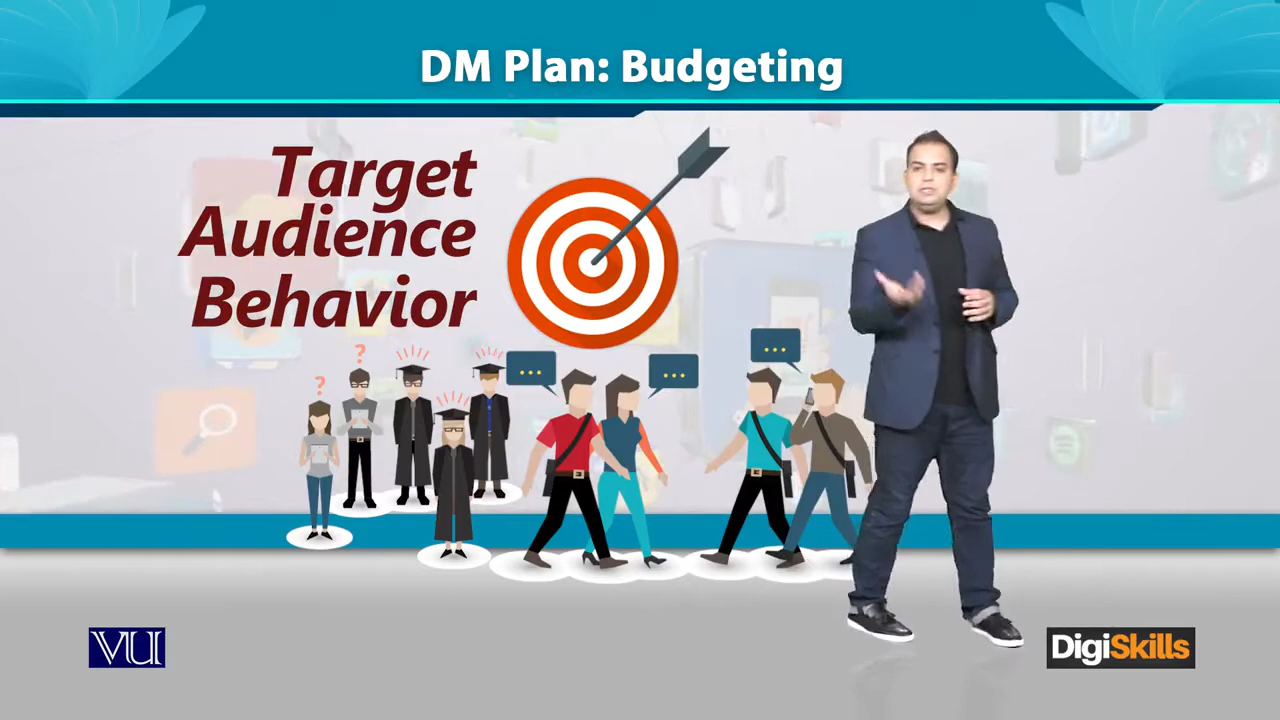 DM Plan: Budgeting
Target
Audience
Behavior
?
?
...
...
...
VU
DigiSkills